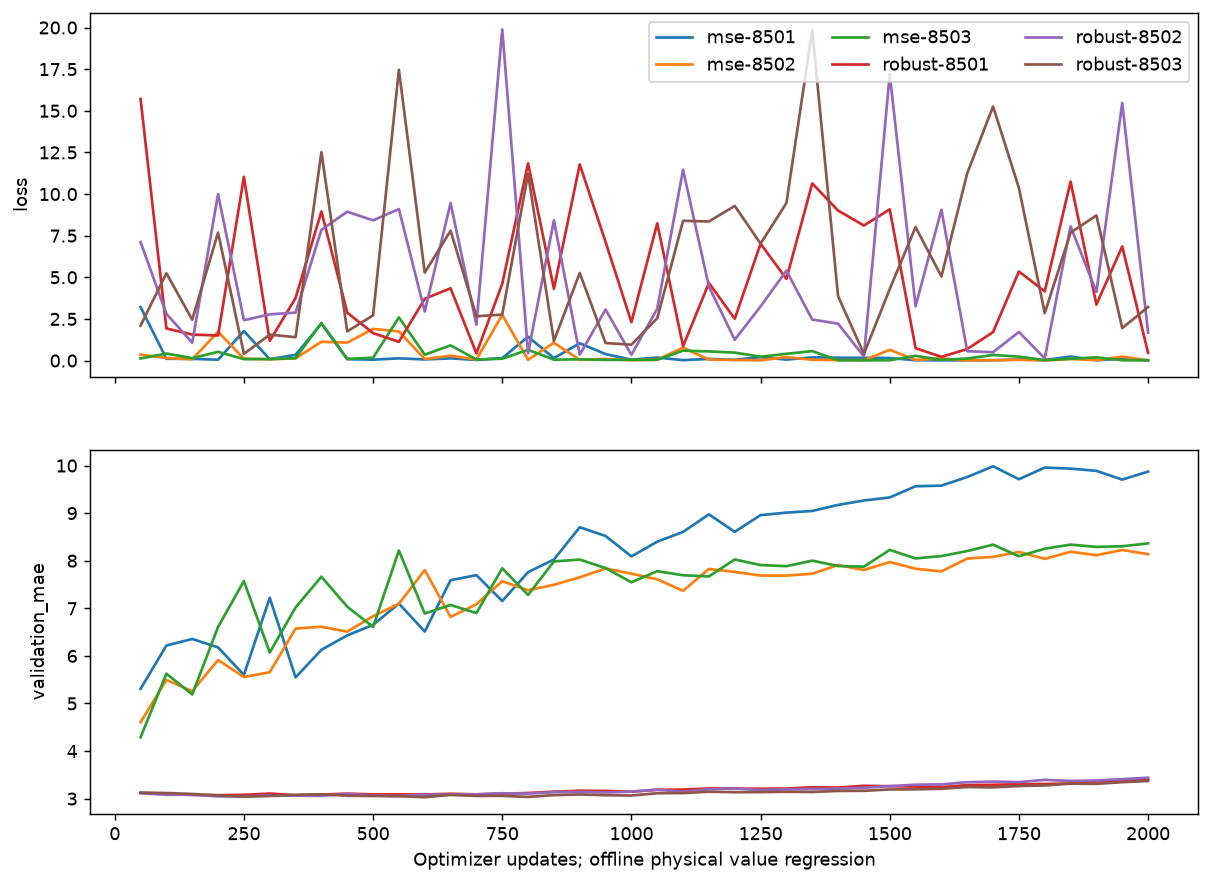 20.0
17.5
15.0
12.5
10.0
7.5
5.0
2.5
0.0
loss
mse-8501
mse-8502
mse-8503
robust-8501
robust-8502
robust-8503
10
9
8
7
6
5
4
3
validation_mae
0 250 500 750 1000 1250 1500 1750 2000
Optimizer updates; offline physical value regression